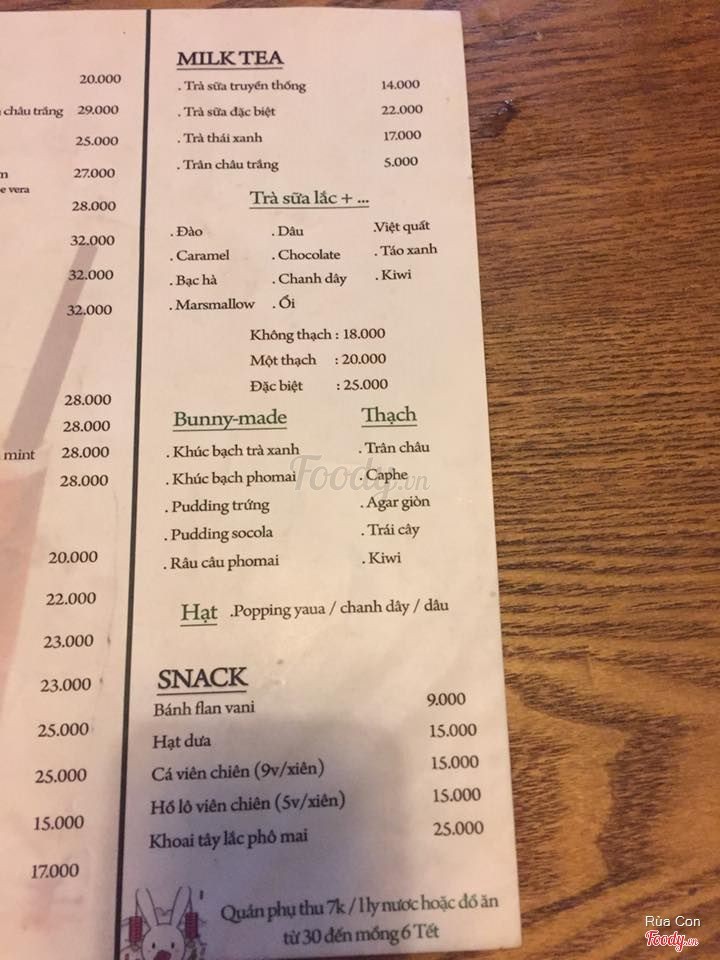 20.000
châu trắng 29.000
25.000
27.000
e vera
28.000
32.000
32.000
32.000
28.000
28.000
mint 28.000
28.000
20.000
22.000
23.000
23.000
25.000
25.000
15.000
17.000
MILK TEA
. Trà sữa truyền thống 14.000
. Trà sữa đặc biệt 22.000
. Trà thái xanh 17.000
. Trân châu trắng 5.000
Trà sữa lắc + ...
. Đào . Dâu .Việt quất
. Caramel . Chocolate . Táo xanh
. Bạc hà . Chanh dây . Kiwi
. Marsmallow . Ổi
Không thạch : 18.000
Một thạch : 20.000
Đặc biệt : 25.000
Bunny-made Thạch
. Khúc bạch trà xanh . Trân châu
. Khúc bạch phomai . Caphe
. Pudding trứng . Agar giòn
. Pudding socola . Trái cây
. Râu câu phomai . Kiwi
Hạt .Popping yaua / chanh dây / dâu
SNACK
Bánh flan vani 9.000
Hạt dưa 15.000
Cá viên chiên (9v/xiên) 15.000
Hồ lô viên chiên (5v/xiên) 15.000
Khoai tây lắc phô mai 25.000
Quán phụ thu 7k / 1ly nươc hoặc đồ ăn
từ 30 đến mồng 6 Tết
Foody.vn
Rùa Con
Foody.vn